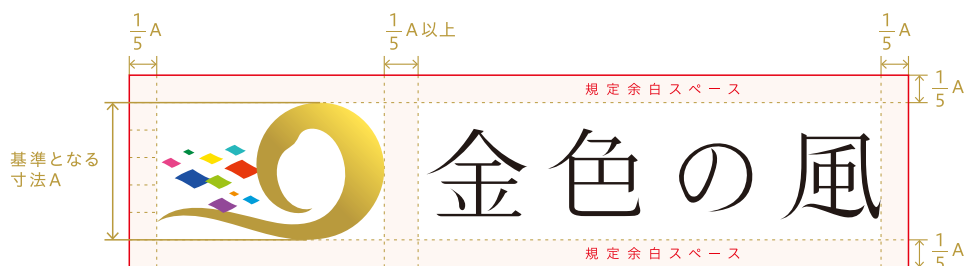 1/5 A
1/5 A以上
1/5 A
規定余白スペース
1/5 A
基準となる
寸法A
金色の風
規定余白スペース
1/5 A